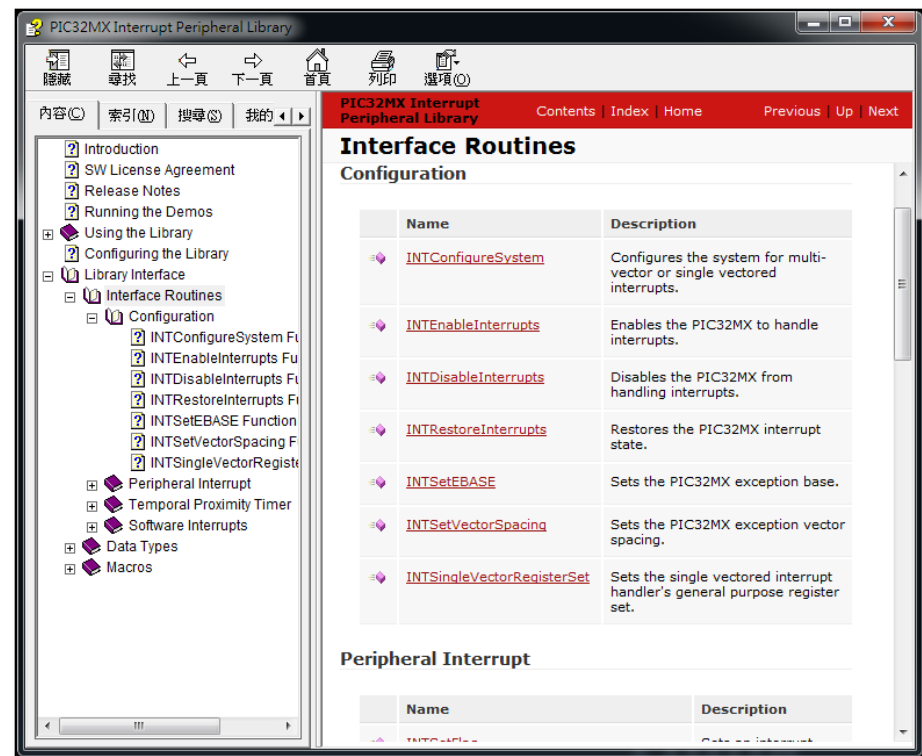 PIC32MX Interrupt Peripheral Library
隱藏 尋找 上一頁 下一頁 首頁 列印 選項(O)
內容(C) 索引(N) 搜尋(S) 我的
Introduction
SW License Agreement
Release Notes
Running the Demos
Using the Library
Configuring the Library
Library Interface
Interface Routines
Configuration
INTConfigureSystem Fu
INTEnableInterrupts Fu
INTDisableInterrupts Fu
INTRestoreInterrupts Fu
INTSetEBASE Function
INTSetVectorSpacing F
INTSingleVectorRegiste
Peripheral Interrupt
Temporal Proximity Timer
Software Interrupts
Data Types
Macros
PIC32MX Interrupt
Peripheral Library
Contents | Index | Home
Previous | Up | Next
Interface Routines
Configuration
Name Description
INTConfigureSystem Configures the system for multi-
vector or single vectored
interrupts.
INTEnableInterrupts Enables the PIC32MX to handle
interrupts.
INTDisableInterrupts Disables the PIC32MX from
handling interrupts.
INTRestoreInterrupts Restores the PIC32MX interrupt
state.
INTSetEBASE Sets the PIC32MX exception base.
INTSetVectorSpacing Sets the PIC32MX exception vector
spacing.
INTSingleVectorRegisterSet Sets the single vectored interrupt
handler's general purpose register
set.
Peripheral Interrupt
Name Description